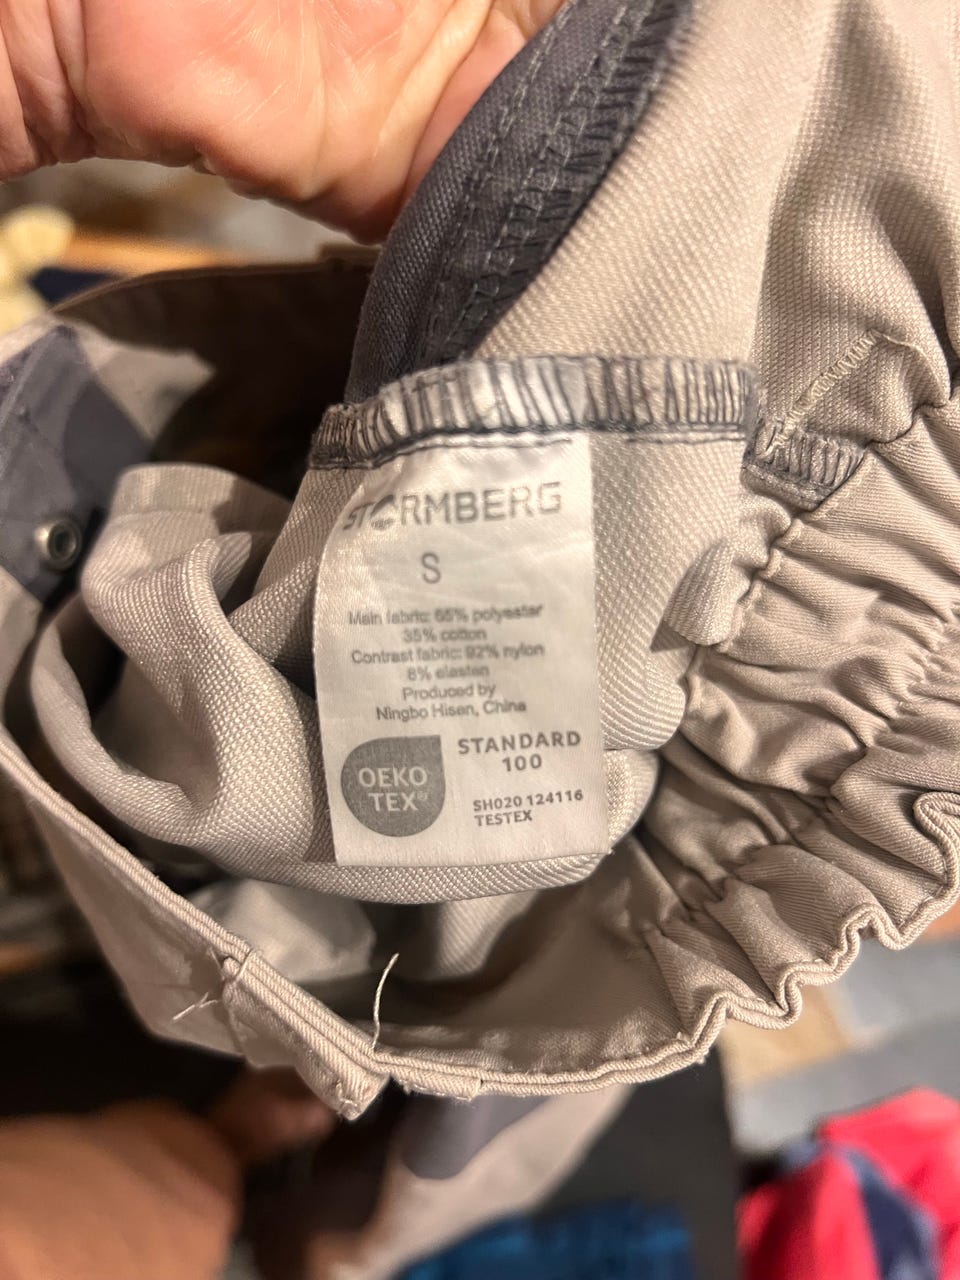 STORMBERG
S
Main fabric: 65% polyester
35% cotton
Contrast fabric: 92% nylon
8% elasten
Produced by
Ningbo Hisen, China
OEKO
TEX®
STANDARD
100
SH020 124116
TESTEX